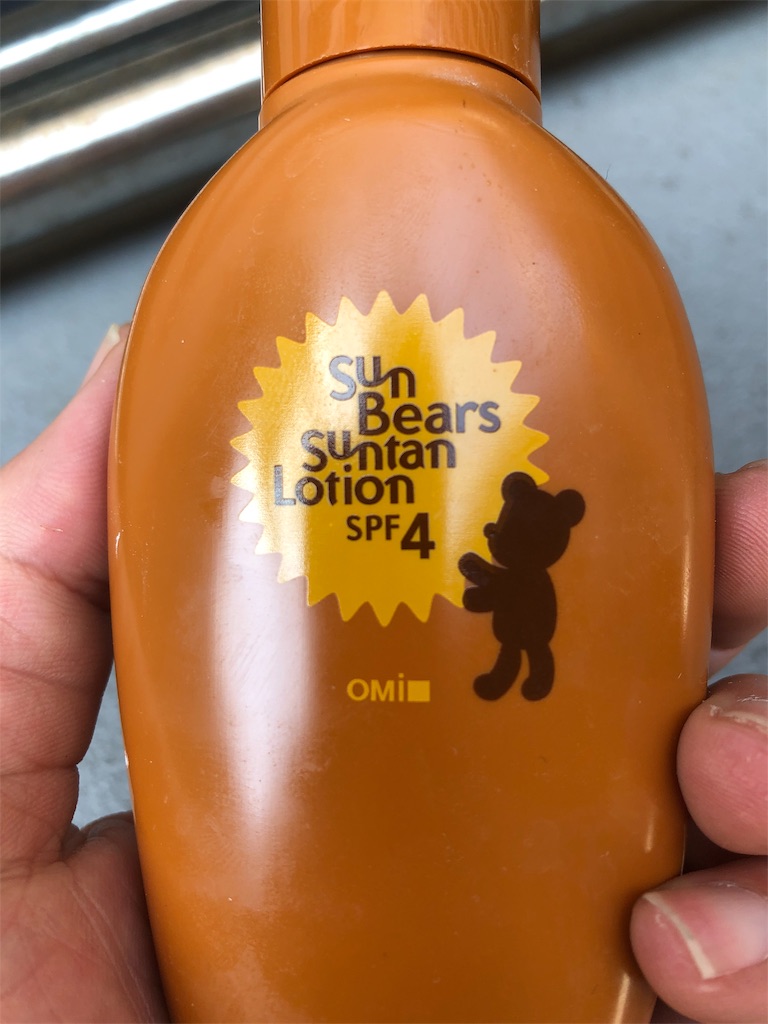 Sun
Bears
Suntan
Lotion
SPF4
OMi